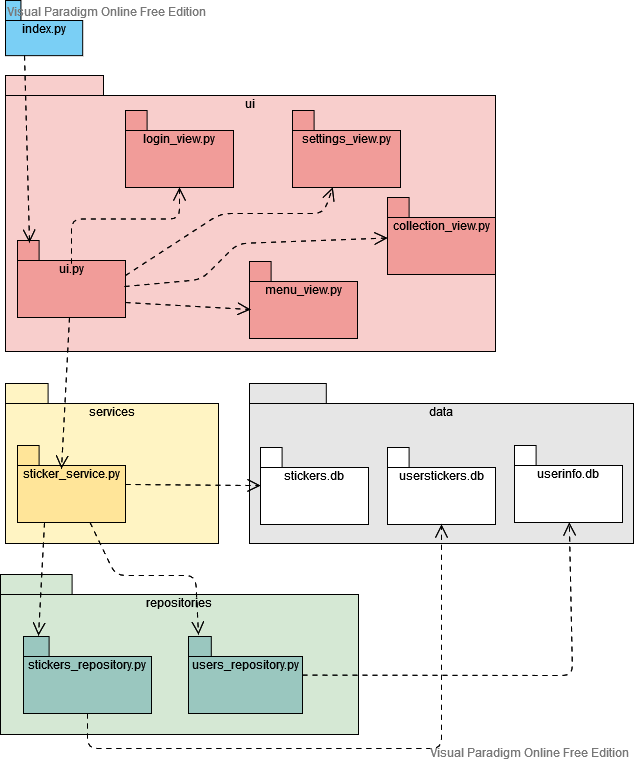 Visual Paradigm Online Free Edition
index.py
ui
login_view.py
settings_view.py
collection_view.py
ui.py
menu_view.py
services
data
sticker_service.py
stickers.db
userstickers.db
userinfo.db
repositories
stickers_repository.py
users_repository.py
Visual Paradigm Online Free Edition